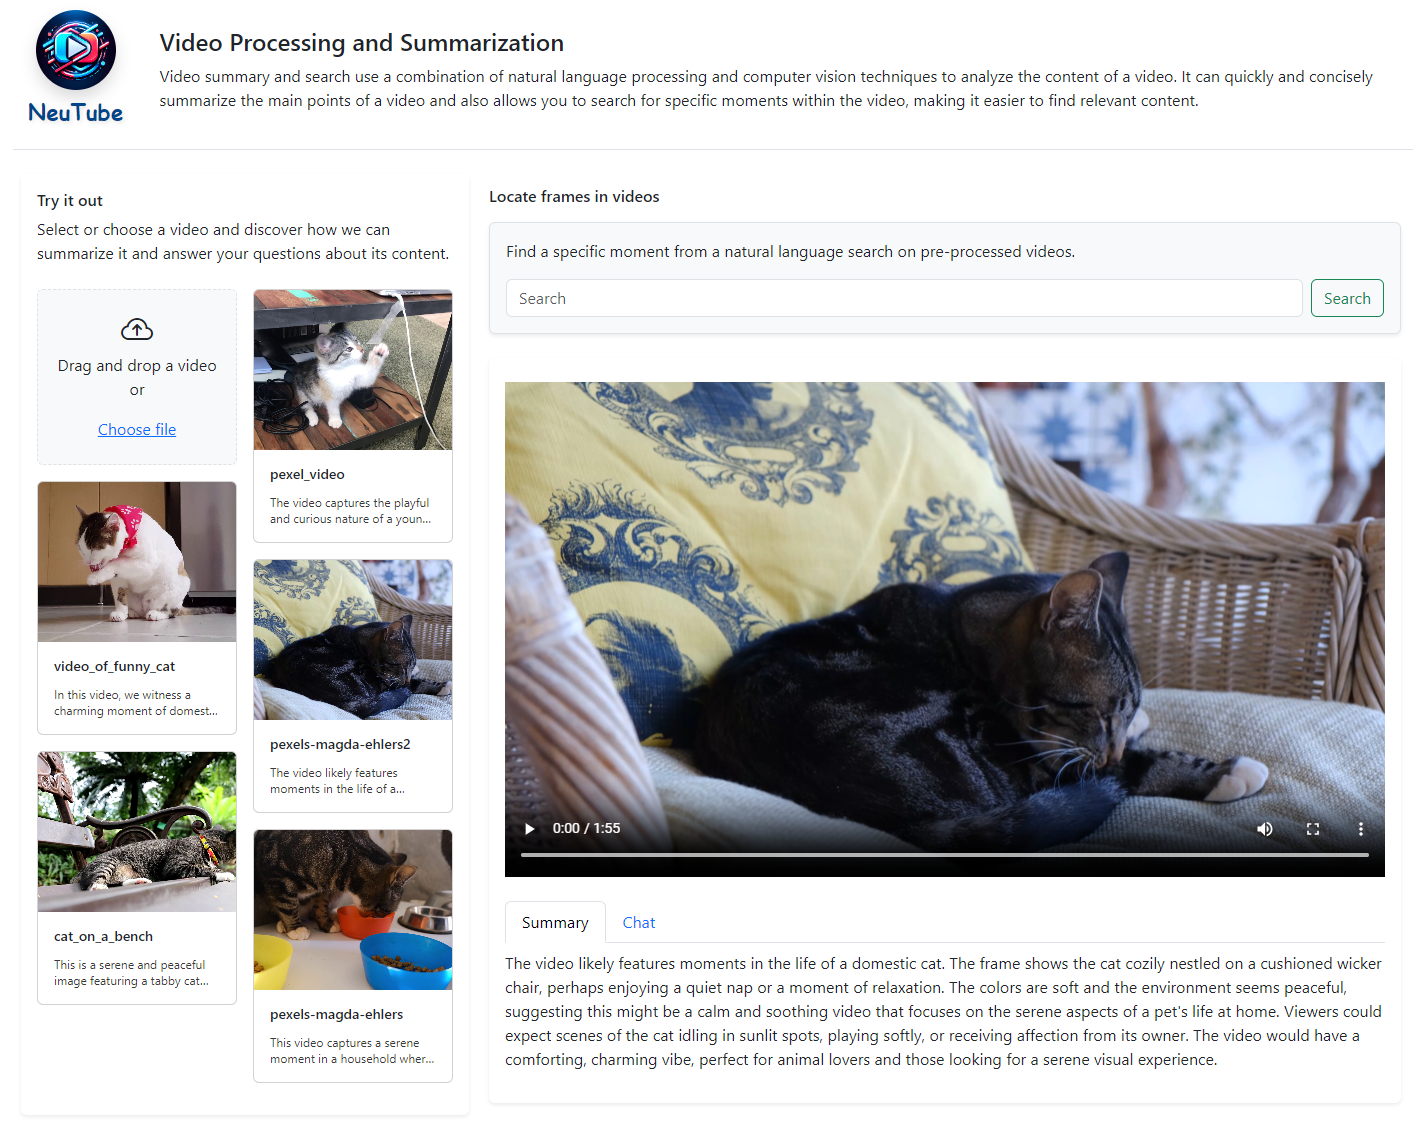 NeuTube
Video Processing and Summarization
Video summary and search use a combination of natural language processing and computer vision techniques to analyze the content of a video. It can quickly and concisely
summarize the main points of a video and also allows you to search for specific moments within the video, making it easier to find relevant content.
Try it out
Select or choose a video and discover how we can
summarize it and answer your questions about its content.
Drag and drop a video
or
Choose file
video_of_funny_cat
In this video, we witness a
charming moment of domest...
cat_on_a_bench
This is a serene and peaceful
image featuring a tabby cat...
pexel_video
The video captures the playful
and curious nature of a youn...
pexels-magda-ehlers2
The video likely features
moments in the life of a...
pexels-magda-ehlers
This video captures a serene
moment in a household wher...
Locate frames in videos
Find a specific moment from a natural language search on pre-processed videos.
Search
Search
0:00 / 1:55
Summary
Chat
The video likely features moments in the life of a domestic cat. The frame shows the cat cozily nestled on a cushioned wicker
chair, perhaps enjoying a quiet nap or a moment of relaxation. The colors are soft and the environment seems peaceful,
suggesting this might be a calm and soothing video that focuses on the serene aspects of a pet's life at home. Viewers could
expect scenes of the cat idling in sunlit spots, playing softly, or receiving affection from its owner. The video would have a
comforting, charming vibe, perfect for animal lovers and those looking for a serene visual experience.